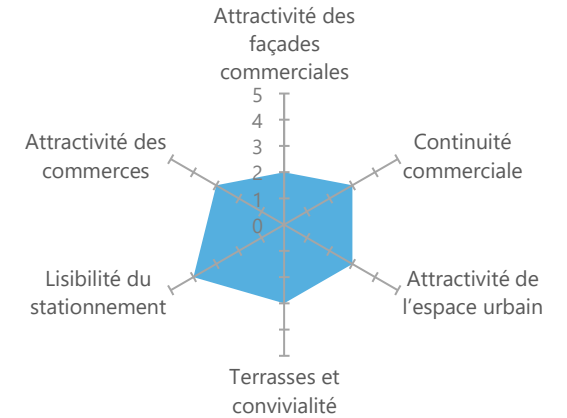 Attractivité des
façades
commerciales
5
4
3
2
1
0
Continuité
commerciale
Attractivité de
l'espace urbain
Terrasses et
convivialité
Lisibilité du
stationnement
Attractivité des
commerces